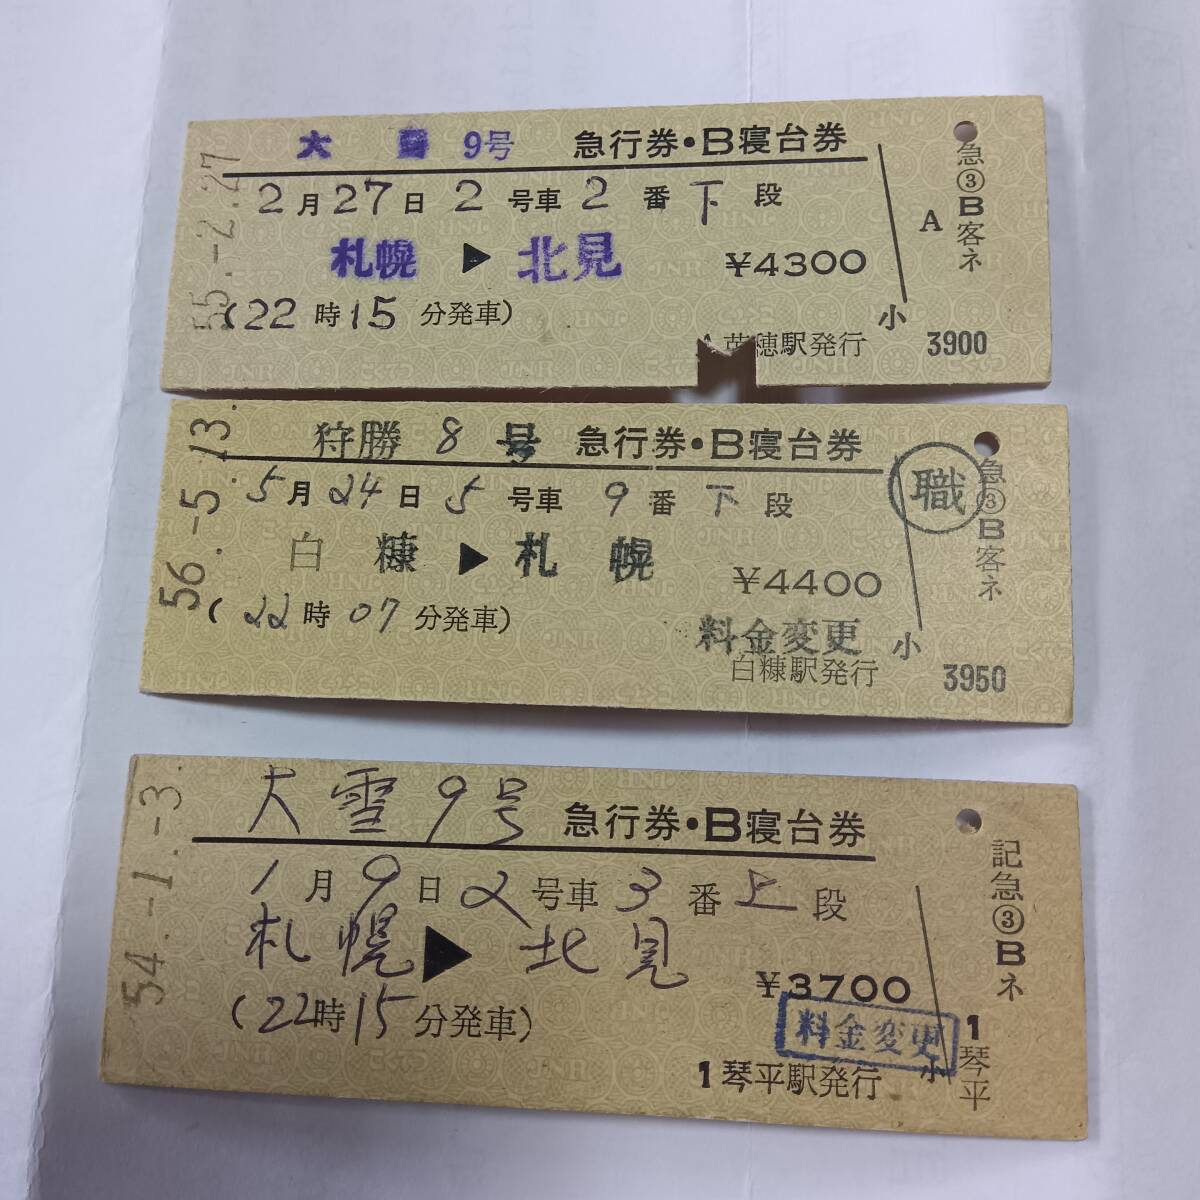 55.-2.27
大雪9号 急行券・B寝台券
2月27日2号車2番下段
札幌▶北見 ¥4300
(22時15分発車)
穂駅発行
小 3900
急③B客ネ
A
56.-5.13.
狩勝8号 急行券・B寝台券
5月24日5号車9番下段
白糠▶札幌 ¥4400
(22時07分発車)
料金変更
白糠駅発行
小 3950
職
急③B客ネ
54.-1.-3.
大雪9号 急行券・B寝台券
1月9日2号車3番上段
札幌▶北見 ¥3700
(22時15分発車)
料金変更
1琴平駅発行
小
記急③Bネ
1琴平